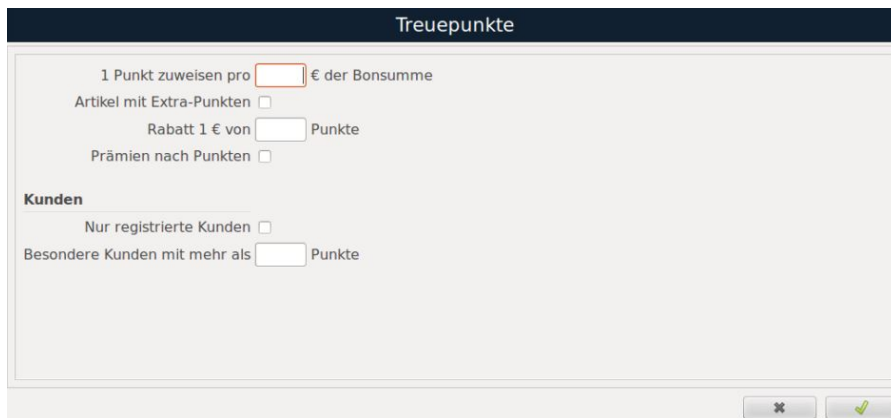 Treuepunkte
1 Punkt zuweisen pro € der Bonsumme
Artikel mit Extra-Punkten
Rabatt 1 € von Punkte
Prämien nach Punkten
Kunden
Nur registrierte Kunden
Besondere Kunden mit mehr als Punkte